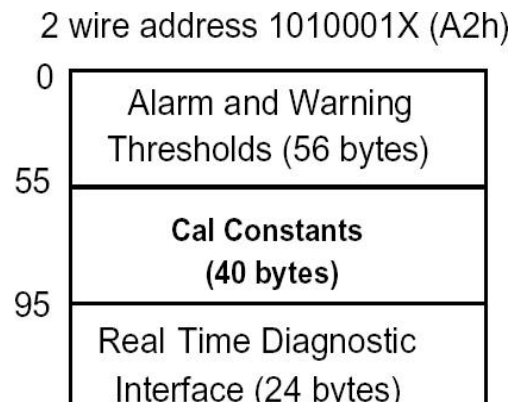 2 wire address 1010001X (A2h)
0
Alarm and Warning
Thresholds (56 bytes)
55
Cal Constants
(40 bytes)
95
Real Time Diagnostic
Interface (24 bytes)